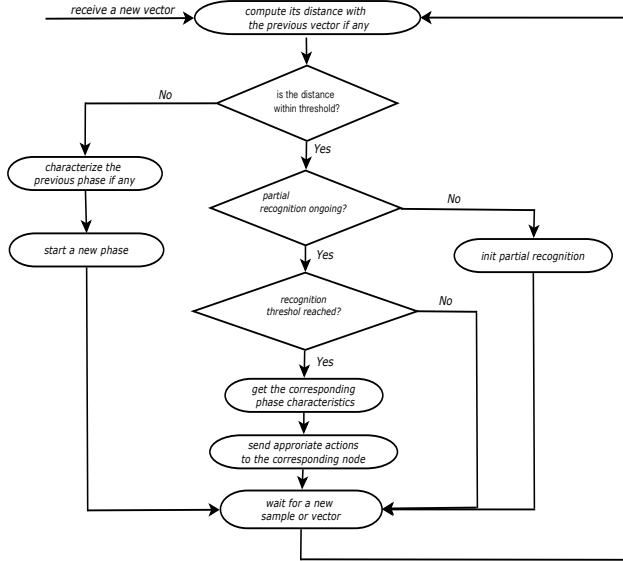 receive a new vector
compute its distance with
the previous vector if any
is the distance
within threshold?
No
Yes
characterize the
previous phase if any
partial
recognition ongoing?
No
start a new phase
Yes
init partial recognition
recognition
threshol reached?
No
Yes
get the corresponding
phase characteristics
send approriate actions
to the corresponding node
wait for a new
sample or vector